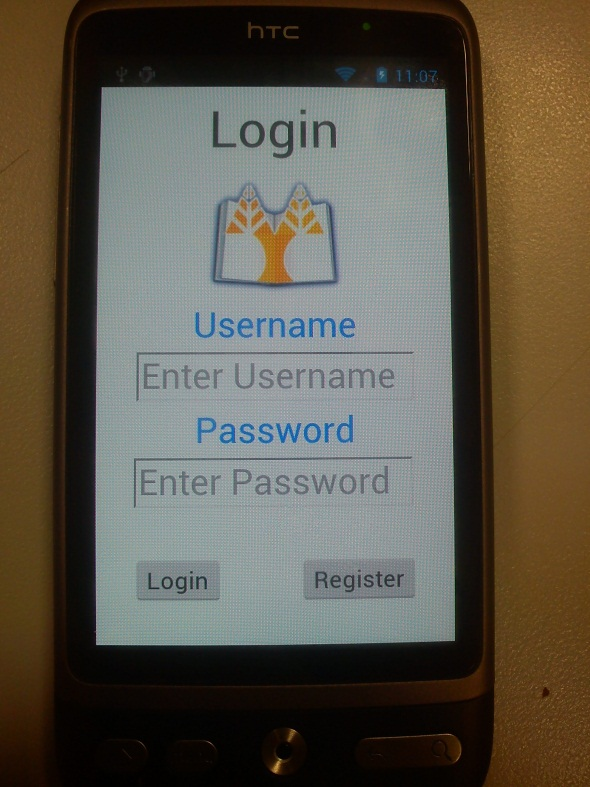 hTC
11:07
Login
Username
Enter Username
Password
Enter Password
Login Register